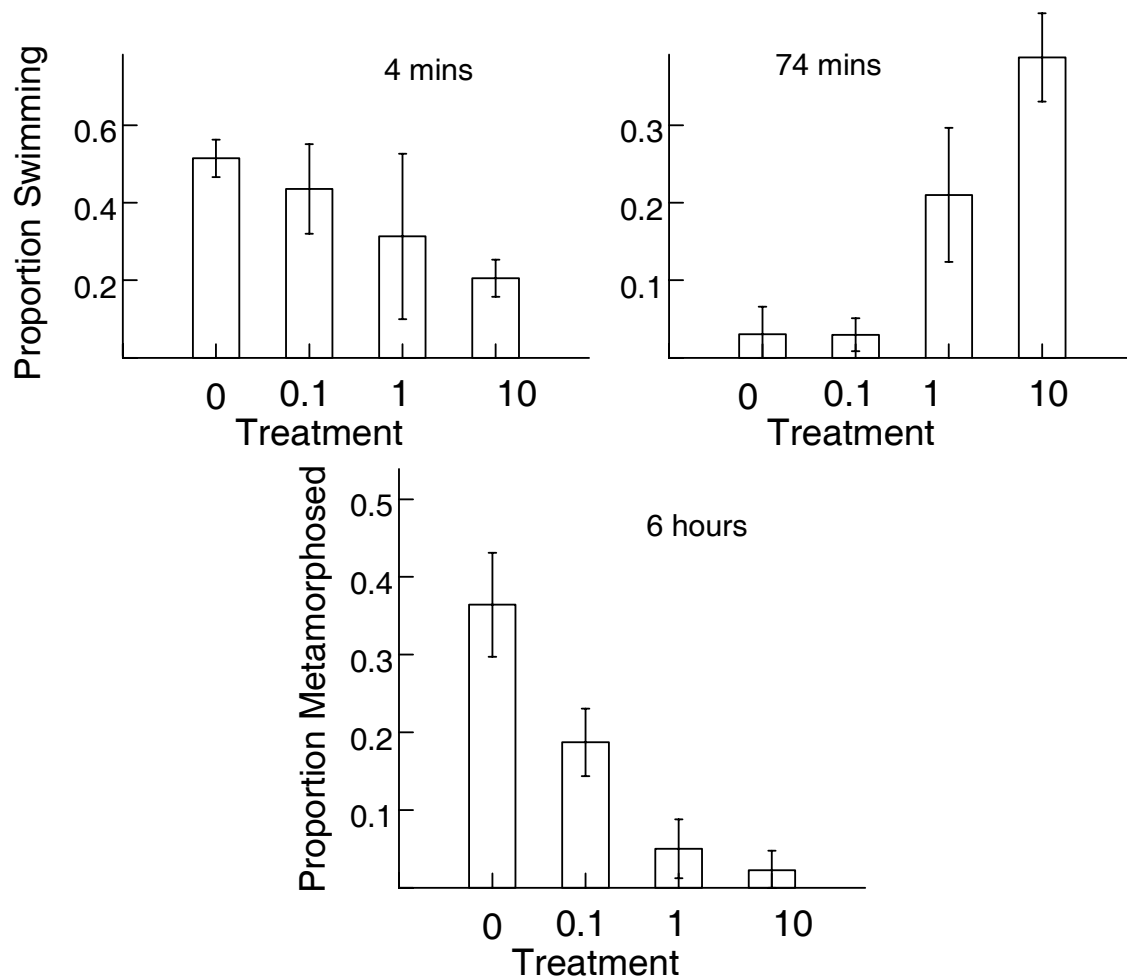 4 mins
Proportion Swimming
0.6
0.4
0.2
0 0.1 1 10
Treatment
74 mins
0.3
0.2
0.1
0 0.1 1 10
Treatment
6 hours
Proportion Metamorphosed
0.5
0.4
0.3
0.2
0.1
0 0.1 1 10
Treatment